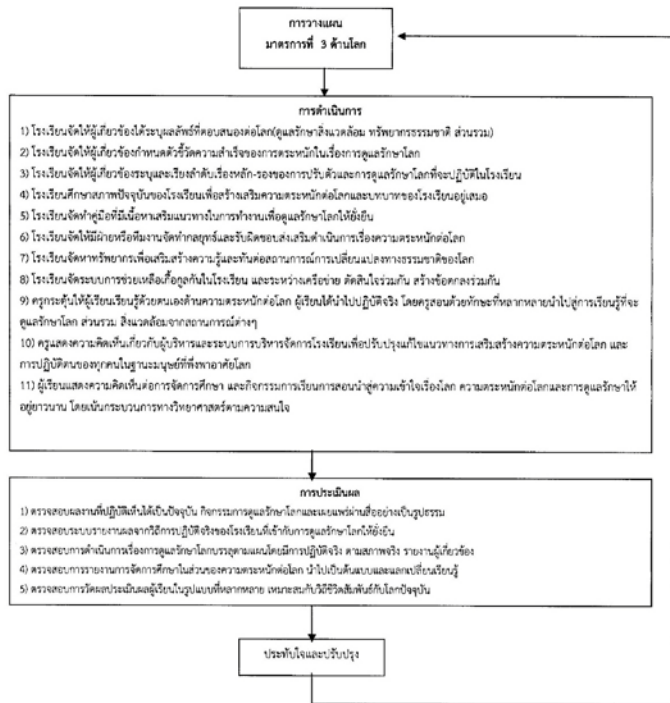 การวางแผน
มาตรการที่ 3 ด้านโลก
การดำเนินการ
1) โรงเรียนจัดให้ผู้เกี่ยวข้องได้ระบุผลลัพธ์ที่ตอบสนองต่อโลก(ดูแลรักษาสิ่งแวดล้อม ทรัพยากรธรรมชาติ ส่วนรวม)
2) โรงเรียนจัดให้ผู้เกี่ยวข้องกำหนดตัวชี้วัดความสำเร็จของการตระหนักในเรื่องการดูแลรักษาโลก
3) โรงเรียนจัดให้ผู้เกี่ยวข้องระบุและเรียงลำดับเรื่องหลัก-รองของการปรับตัวและการดูแลรักษาโลกที่จะปฏิบัติในโรงเรียน
4) โรงเรียนศึกษาสภาพปัจจุบันของโรงเรียนเพื่อสร้างเสริมความตระหนักต่อโลกและบทบาทของโรงเรียนอยู่เสมอ
5) โรงเรียนจัดทำคู่มือที่มีเนื้อหาเสริมแนวทางในการทำงานเพื่อดูแลรักษาโลกให้ยั่งยืน
6) โรงเรียนจัดให้มีฝ่ายหรือทีมงานจัดทำกลยุทธ์และรับผิดชอบส่งเสริมดำเนินการเรื่องความตระหนักต่อโลก
7) โรงเรียนจัดหาทรัพยากรเพื่อเสริมสร้างความรู้และทันต่อสถานการณ์การเปลี่ยนแปลงทางธรรมชาติของโลก
8) โรงเรียนจัดระบบการช่วยเหลือเกื้อกูลกันในโรงเรียน และระหว่างเครือข่าย ตัดสินใจร่วมกัน สร้างข้อตกลงร่วมกัน
9) ครูกระตุ้นให้ผู้เรียนเรียนรู้ด้วยตนเองด้านความตระหนักต่อโลก ผู้เรียนได้นำไปปฏิบัติจริง โดยครูสอนด้วยทักษะที่หลากหลายนำไปสู่การเรียนรู้ที่จะ
ดูแลรักษาโลก ส่วนรวม สิ่งแวดล้อมจากสถานการณ์ต่างๆ
10) ครูแสดงความคิดเห็นเกี่ยวกับผู้บริหารและระบบการบริหารจัดการโรงเรียนเพื่อปรับปรุงแก้ไขแนวทางการเสริมสร้างความตระหนักต่อโลก และ
การปฏิบัติตนของทุกคนในฐานะมนุษย์ที่พึ่งพาอาศัยโลก
11) ผู้เรียนแสดงความคิดเห็นต่อการจัดการศึกษา และกิจกรรมการเรียนการสอนนำสู่ความเข้าใจเรื่องโลก ความตระหนักต่อโลกและการดูแลรักษาให้
อยู่ยาวนาน โดยเน้นกระบวนการทางวิทยาศาสตร์ตามความสนใจ
การประเมินผล
1) ตรวจสอบผลงานที่ปฏิบัติเห็นได้เป็นปัจจุบัน กิจกรรมการดูแลรักษาโลกและเผยแพร่ผ่านสื่ออย่างเป็นรูปธรรม
2) ตรวจสอบระบบรายงานผลจากวิถีการปฏิบัติจริงของโรงเรียนที่เข้ากับการดูแลรักษาโลกให้ยั่งยืน
3) ตรวจสอบการดำเนินการเรื่องการดูแลรักษาโลกบรรลุตามแผนโดยมีการปฏิบัติจริง ตามสภาพจริง รายงานผู้เกี่ยวข้อง
4) ตรวจสอบการรายงานการจัดการศึกษาในส่วนของความตระหนักต่อโลก นำไปเป็นต้นแบบและแลกเปลี่ยนเรียนรู้
5) ตรวจสอบการวัดผลประเมินผลผู้เรียนในรูปแบบที่หลากหลาย เหมาะสมกับวิถีชีวิตสัมพันธ์กับโลกปัจจุบัน
ประทับใจและปรับปรุง